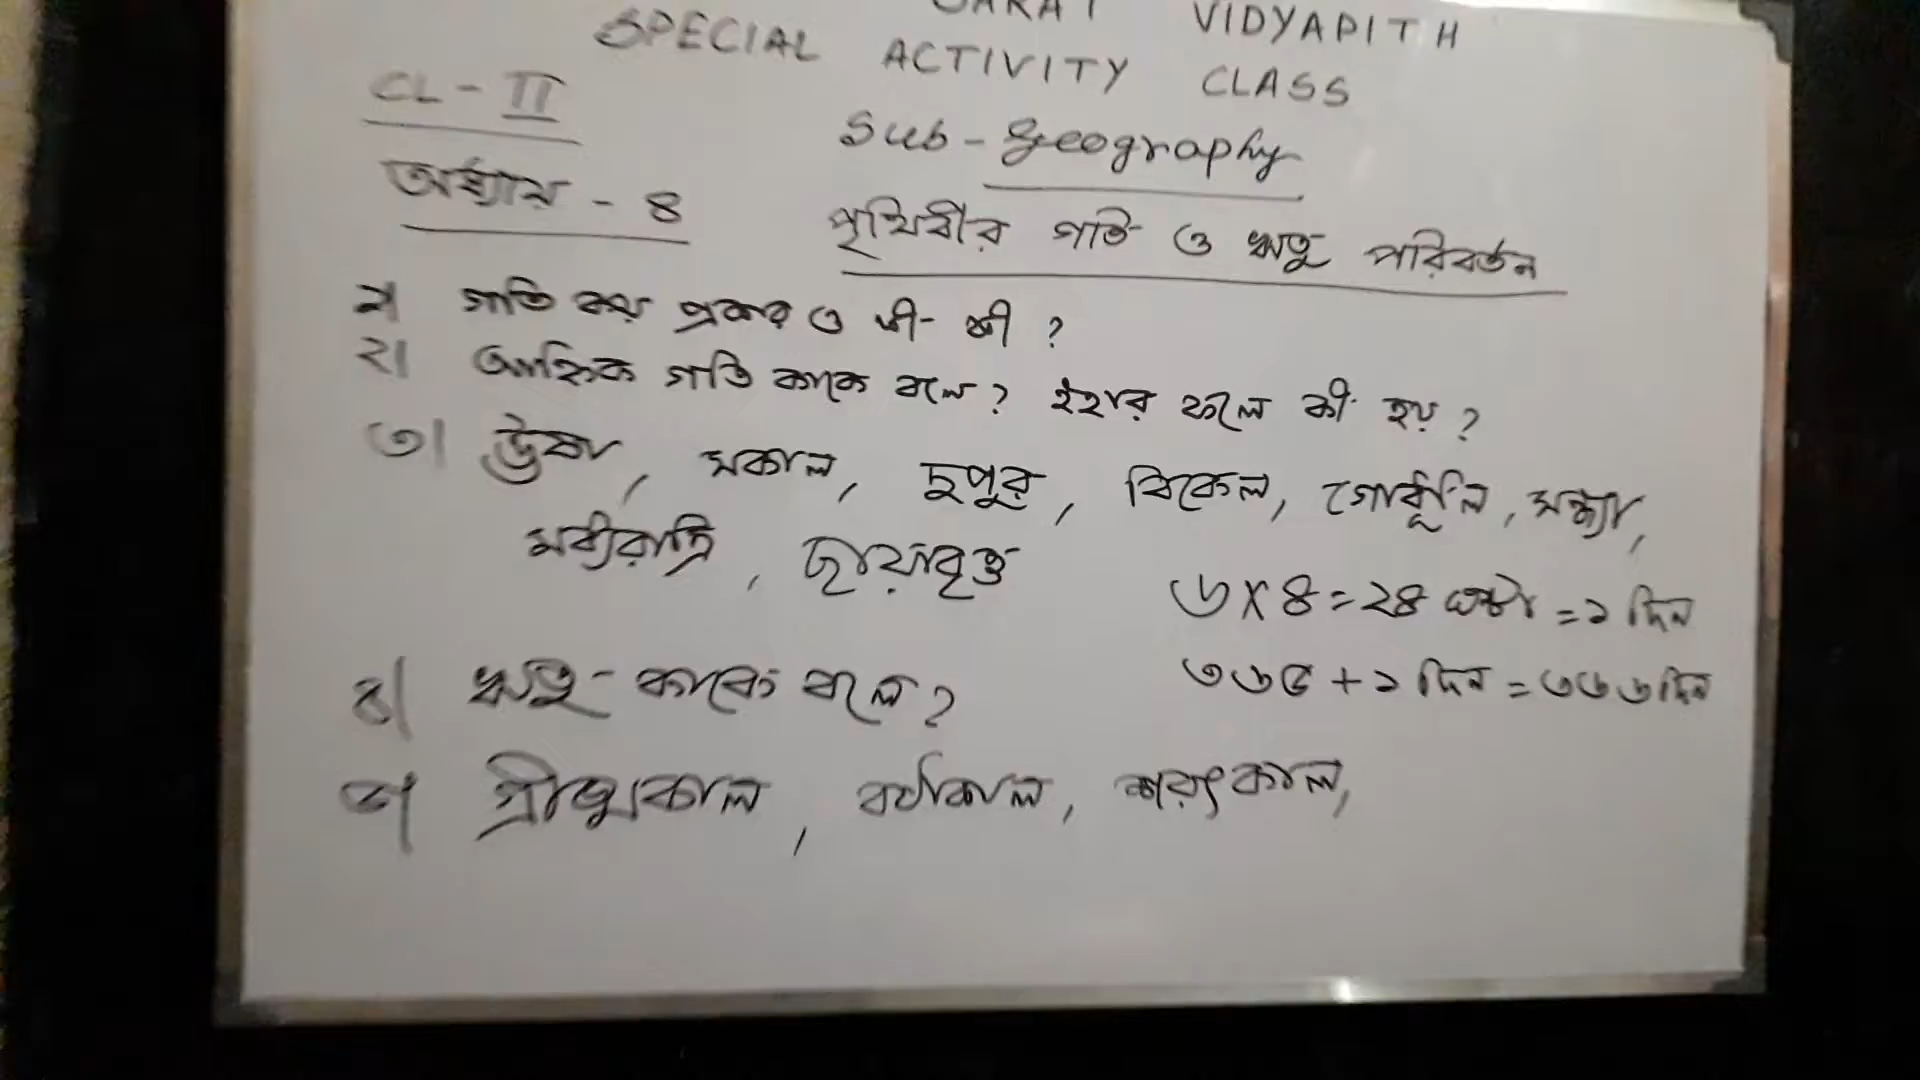 SARAT VIDYAPITH
SPECIAL ACTIVITY CLASS
CL - II
Sub - Geography
অধ্যায় - ৪
পৃথিবীর গতি ও ঋতু পরিবর্তন
১। গতি কয় প্রকার ও কী- কী ?
২। আহ্নিক গতি কাকে বলে? ইহার ফলে কী হয় ?
৩। ঊষা, সকাল, দুপুর, বিকেল, গোধূলি, সন্ধ্যা,
মধ্যরাত্রি, ছায়াবৃত্ত
৬ X ৪ = ২৪ ঘন্টা = ১ দিন
৪। ঋতু- কাকে বলে?
৩৬৫ + ১ দিন = ৩৬৬ দিন
৫। গ্রীষ্মকাল, বর্ষাকাল, শরৎকাল,